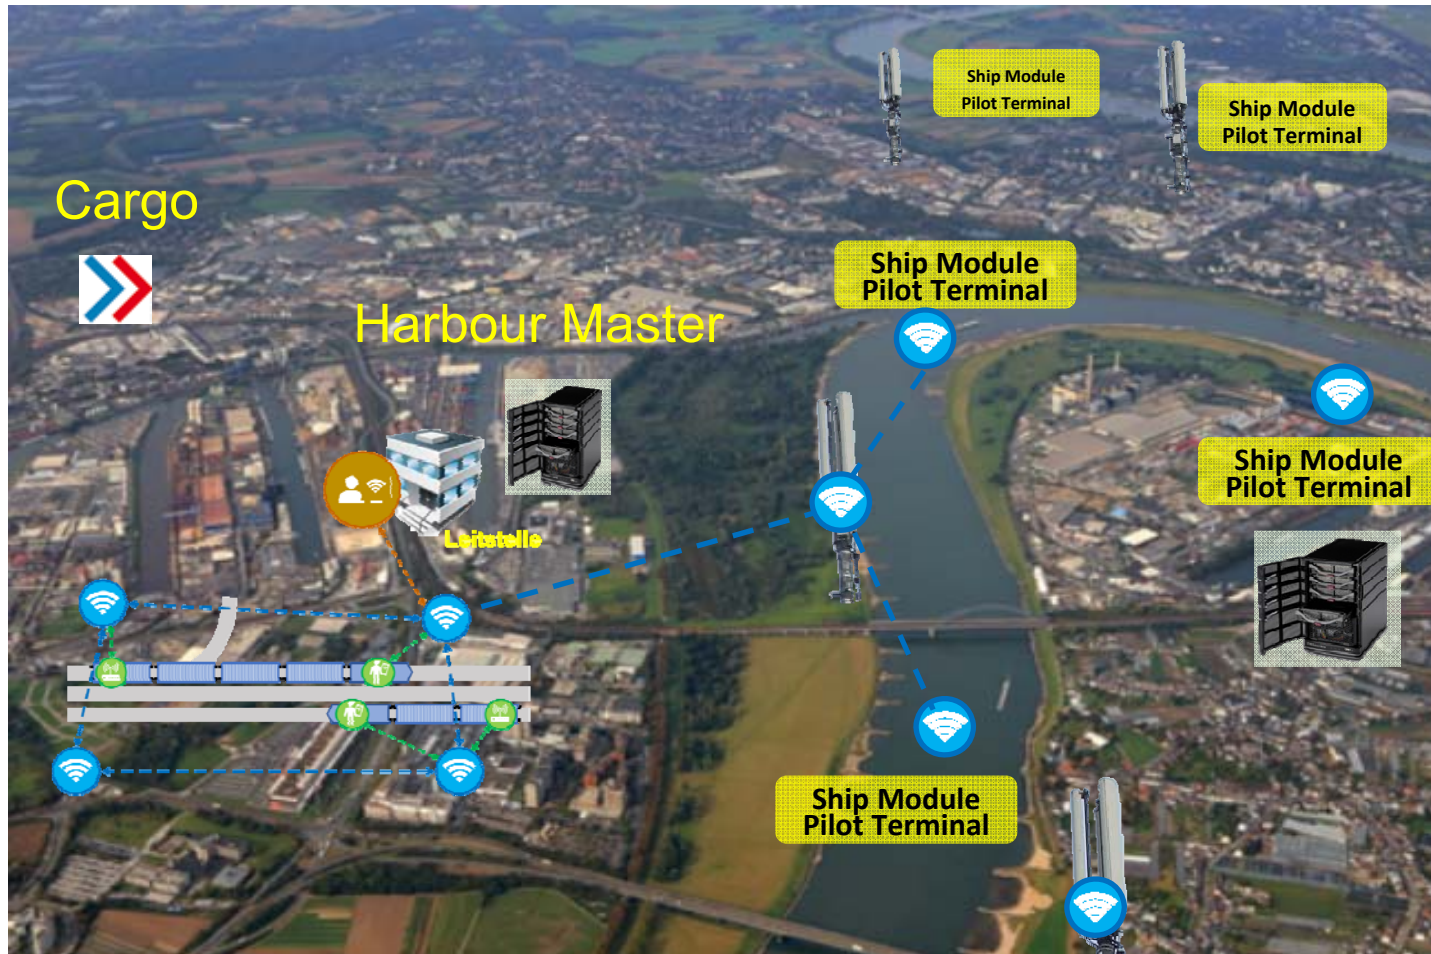 Ship Module
Pilot Terminal
Ship Module
Pilot Terminal
Cargo
Ship Module
Pilot Terminal
Harbour Master
Ship Module
Pilot Terminal
Leitstelle
Ship Module
Pilot Terminal